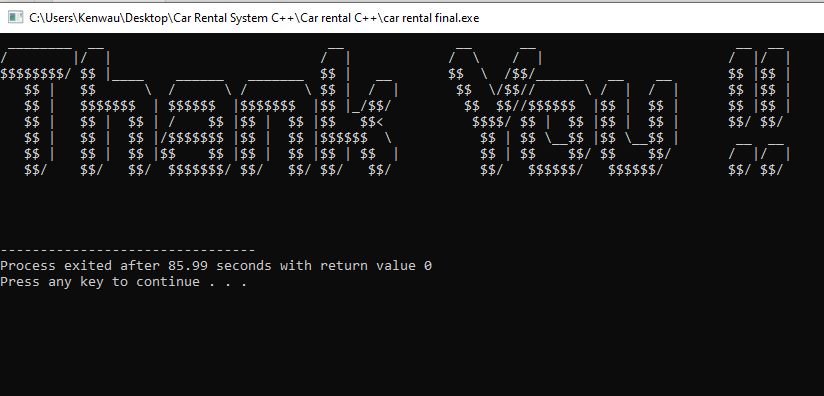 C:\Users\Kenwau\Desktop\Car Rental System C++\Car rental C++\car rental final.exe
Thank You !!
--------------------------------
Process exited after 85.99 seconds with return value 0
Press any key to continue . . .